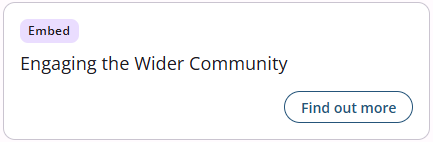 Embed
Engaging the Wider Community
Find out more